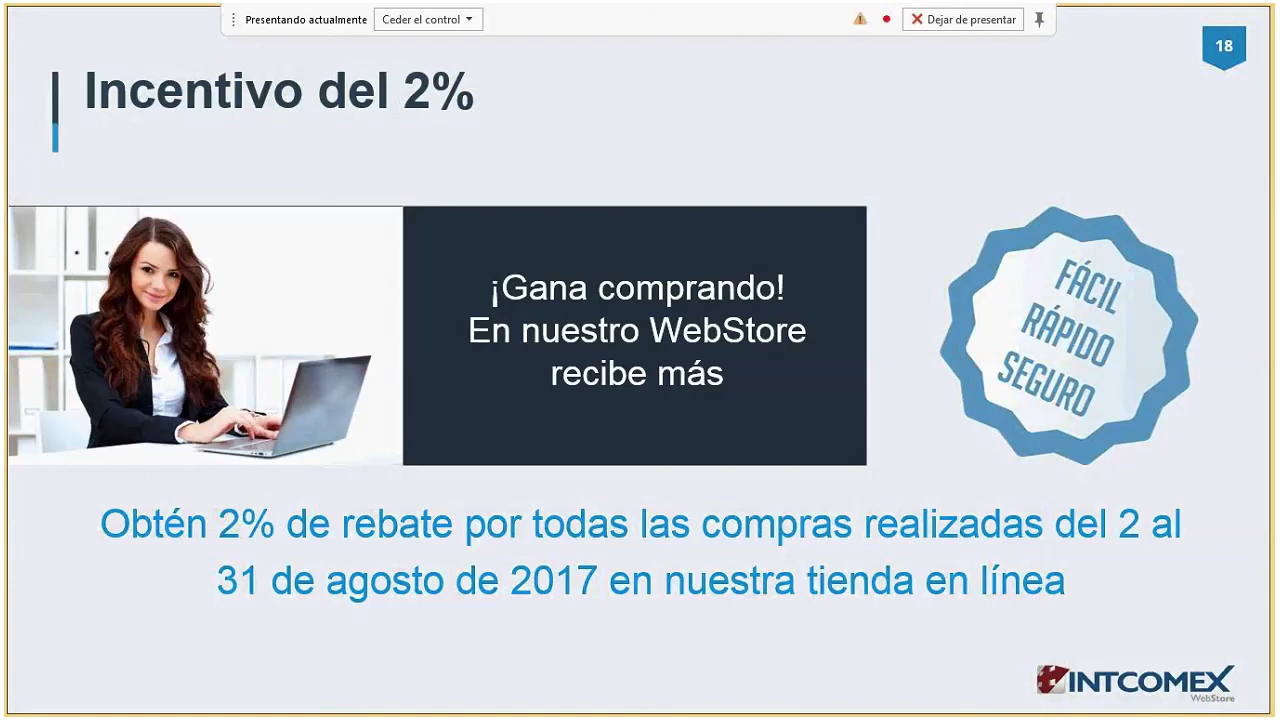 Presentando actualmente
Ceder el control
Dejar de presentar
18
Incentivo del 2%
¡Gana comprando!
En nuestro WebStore
recibe más
FÁCIL
RÁPIDO
SEGURO
Obtén 2% de rebate por todas las compras realizadas del 2 al
31 de agosto de 2017 en nuestra tienda en línea
INTCOMEX
WebStore